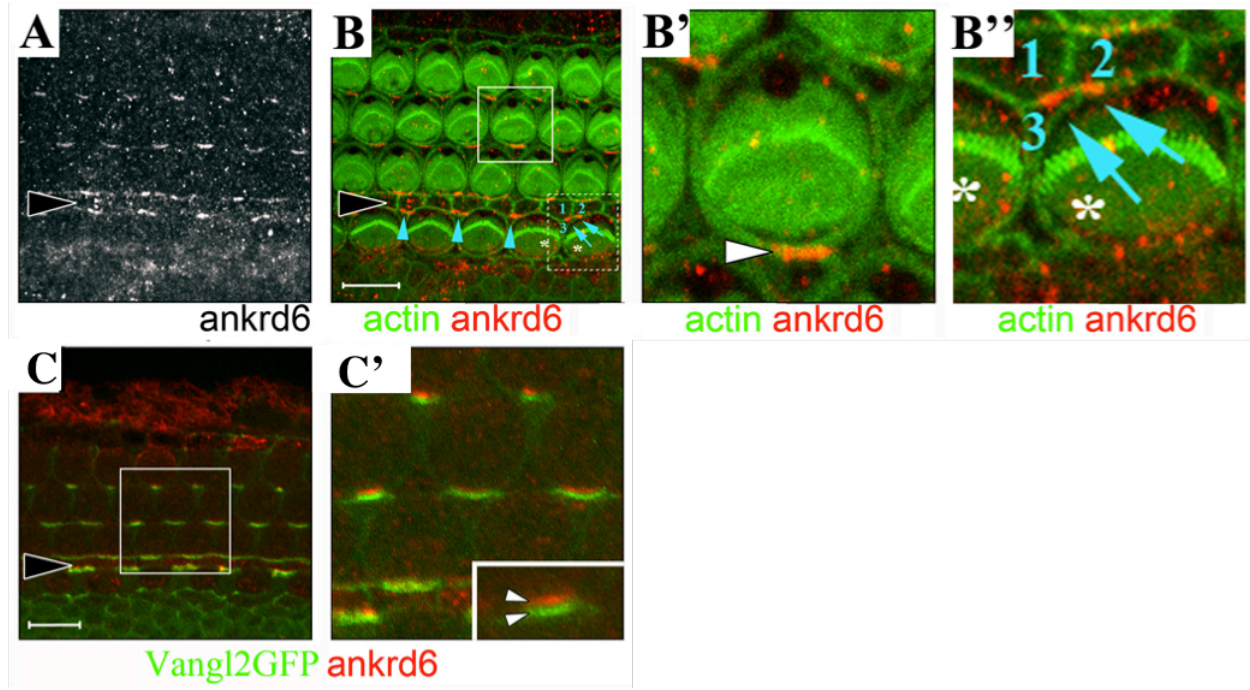 A
B
B’
B’’
1 2
3
1 2
3
*
*
*
*
ankrd6
actin ankrd6
actin ankrd6
actin ankrd6
C
C’
Vangl2GFP ankrd6